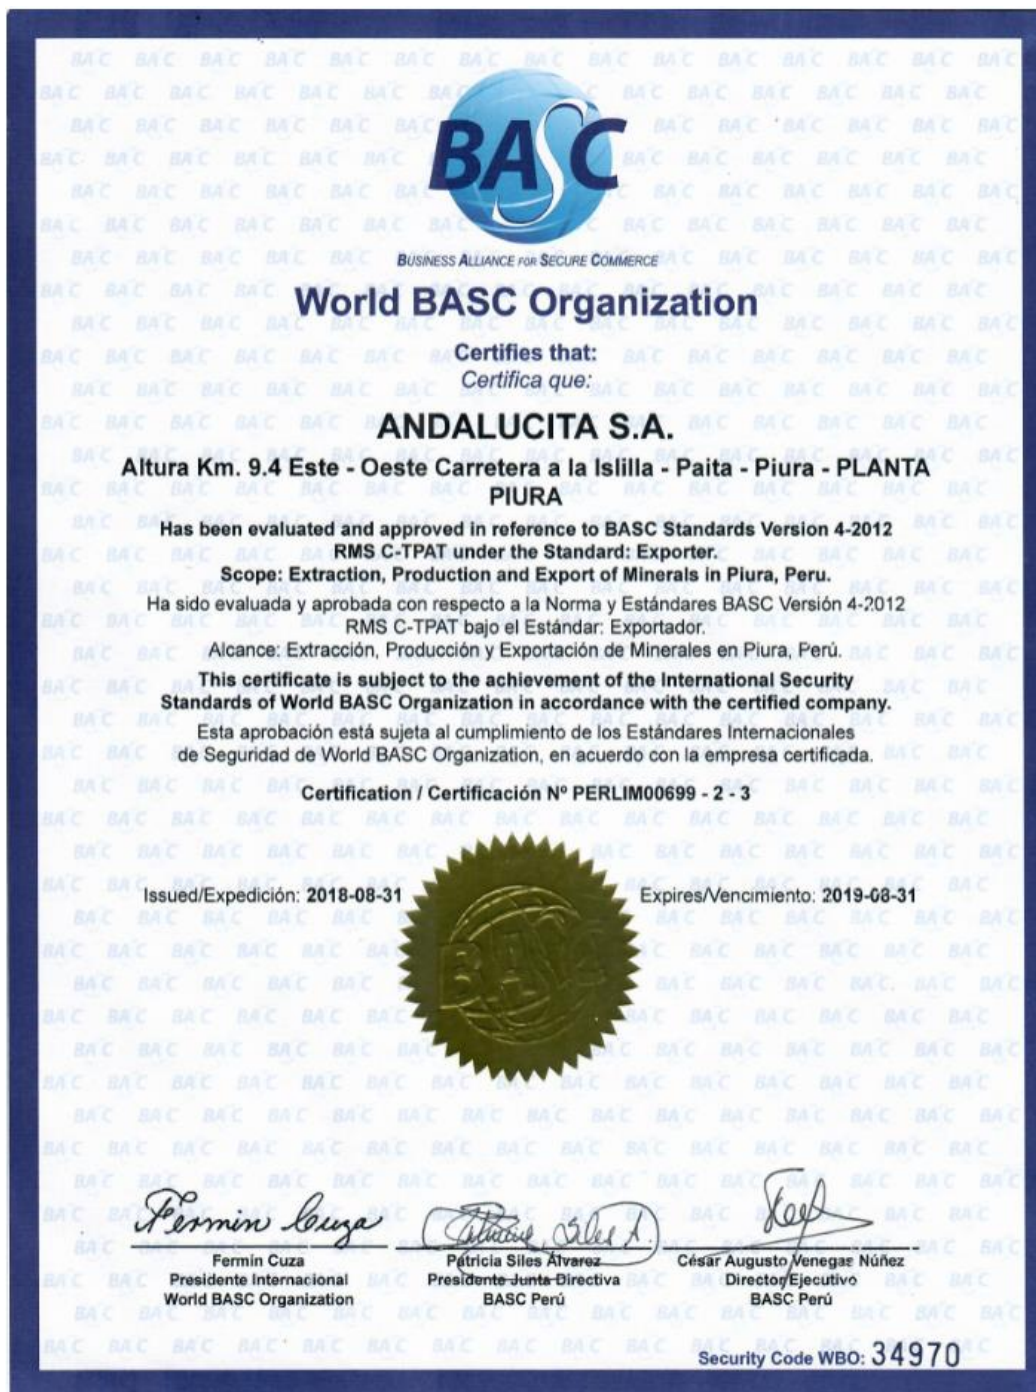 BASC
BUSINESS ALLIANCE FOR SECURE COMMERCE
World BASC Organization
Certifies that:
Certifica que:
ANDALUCITA S.A.
Altura Km. 9.4 Este - Oeste Carretera a la Islilla - Paita - Piura - PLANTA
PIURA
Has been evaluated and approved in reference to BASC Standards Version 4-2012
RMS C-TPAT under the Standard: Exporter.
Scope: Extraction, Production and Export of Minerals in Piura, Peru.
Ha sido evaluada y aprobada con respecto a la Norma y Estándares BASC Versión 4-2012
RMS C-TPAT bajo el Estándar: Exportador.
Alcance: Extracción, Producción y Exportación de Minerales en Piura, Perú.
This certificate is subject to the achievement of the International Security
Standards of World BASC Organization in accordance with the certified company.
Esta aprobación está sujeta al cumplimiento de los Estándares Internacionales
de Seguridad de World BASC Organization, en acuerdo con la empresa certificada.
Certification / Certificación Nº PERLIM00699 - 2 - 3
Issued/Expedición: 2018-08-31 Expires/Vencimiento: 2019-08-31
BASC
Fermin Cuza Patricia Siles A.
Fermin Cuza Patricia Siles Alvarez César Augusto Venegas Núñez
Presidente Internacional Presidente Junta Directiva Director Ejecutivo
World BASC Organization BASC Perú BASC Perú
Security Code WBO: 34970